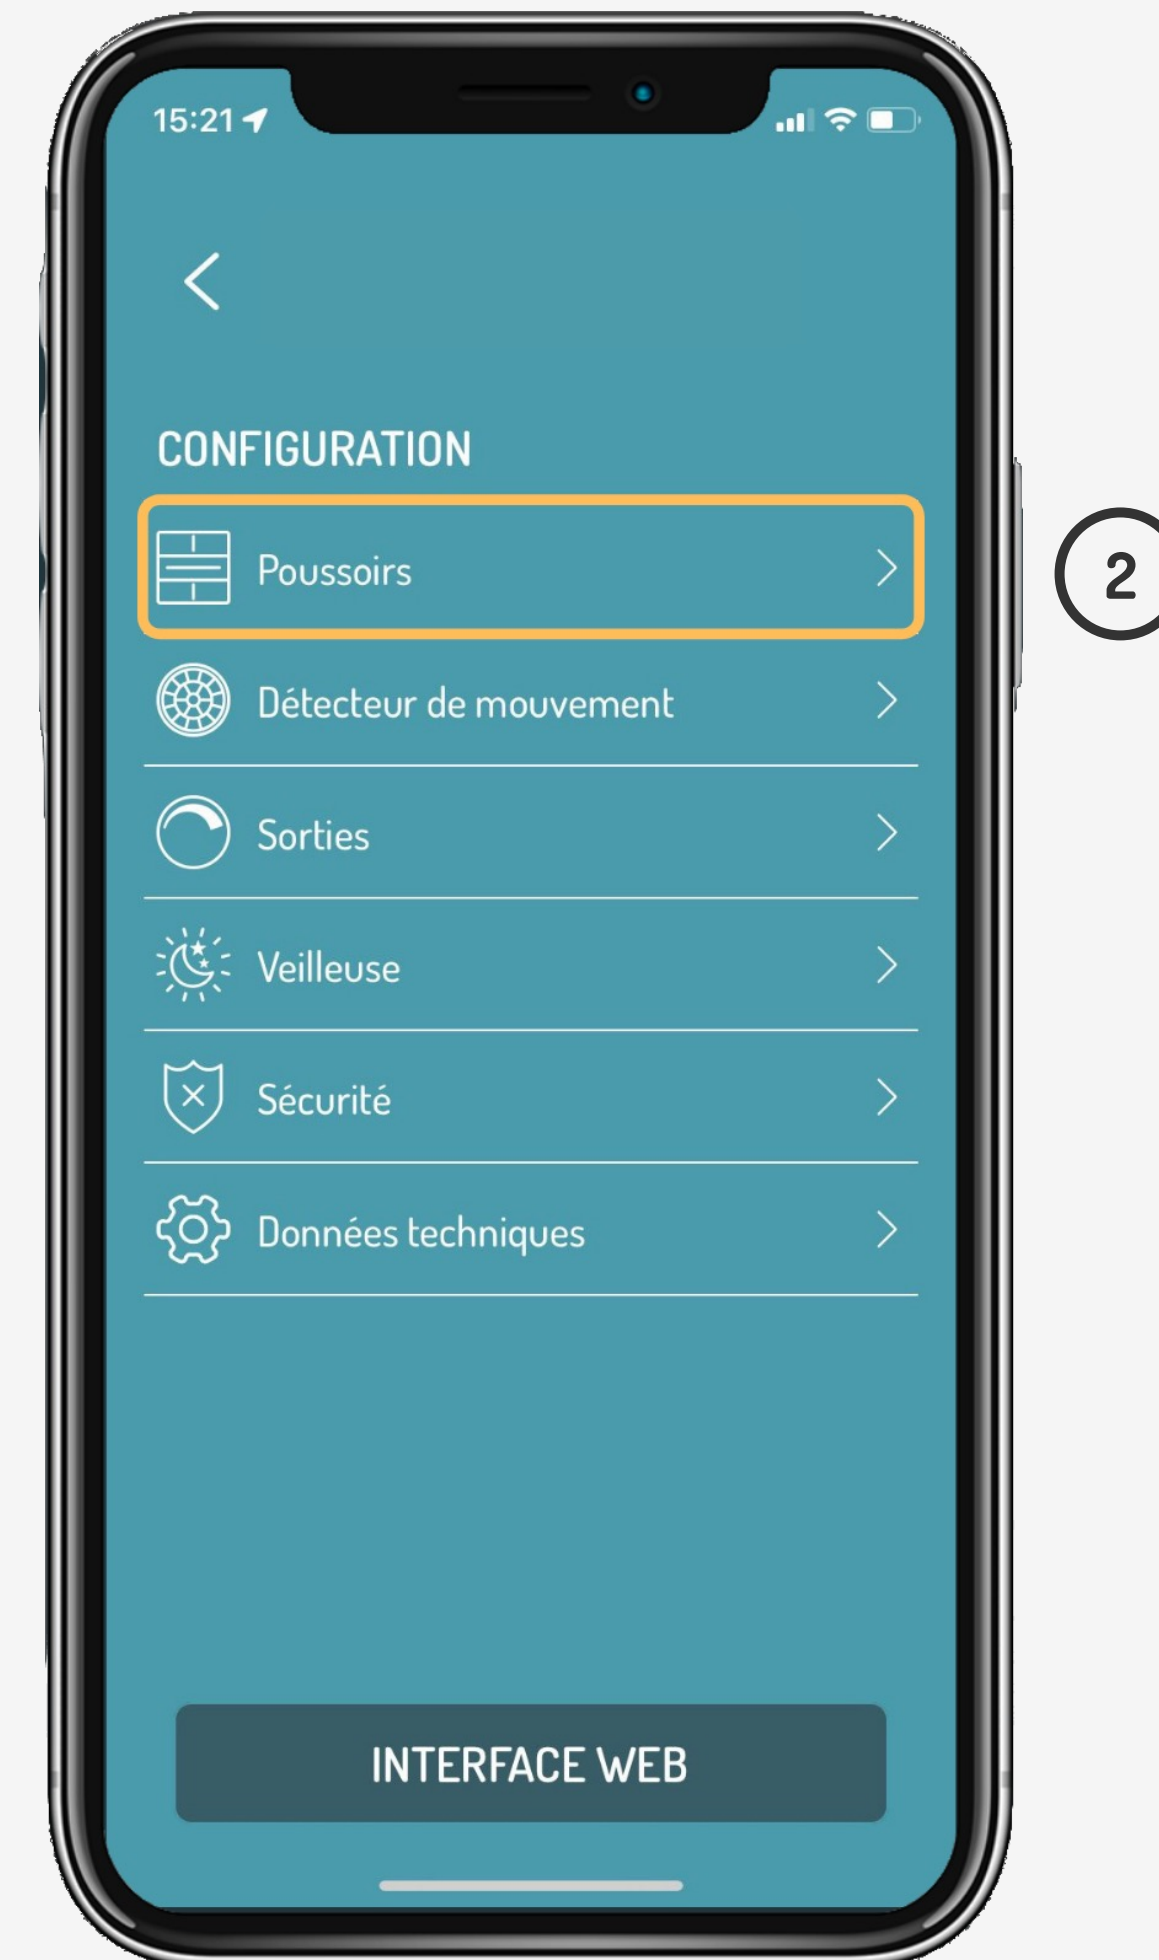 15:21
CONFIGURATION
Poussoirs
2
Détecteur de mouvement
Sorties
Veilleuse
Sécurité
Données techniques
INTERFACE WEB